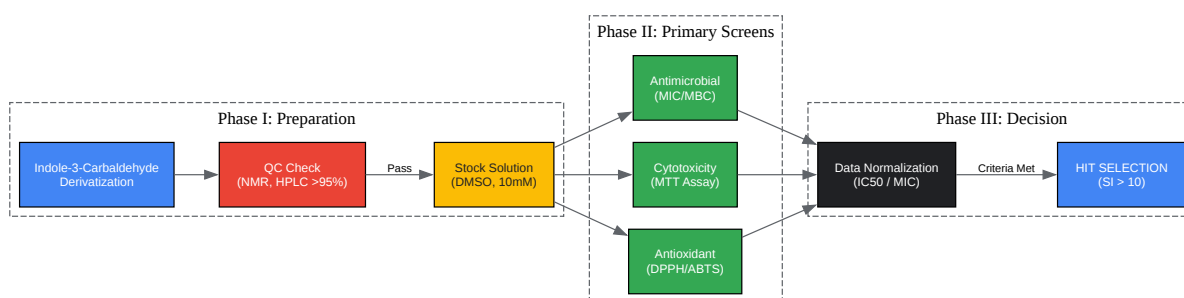 Phase I: Preparation
Indole-3-Carbaldehyde
Derivatization
QC Check
(NMR, HPLC >95%)
Pass
Stock Solution
(DMSO, 10mM)
Phase II: Primary Screens
Antimicrobial
(MIC/MBC)
Cytotoxicity
(MTT Assay)
Antioxidant
(DPPH/ABTS)
Phase III: Decision
Data Normalization
(IC50 / MIC)
Criteria Met
HIT SELECTION
(SI > 10)